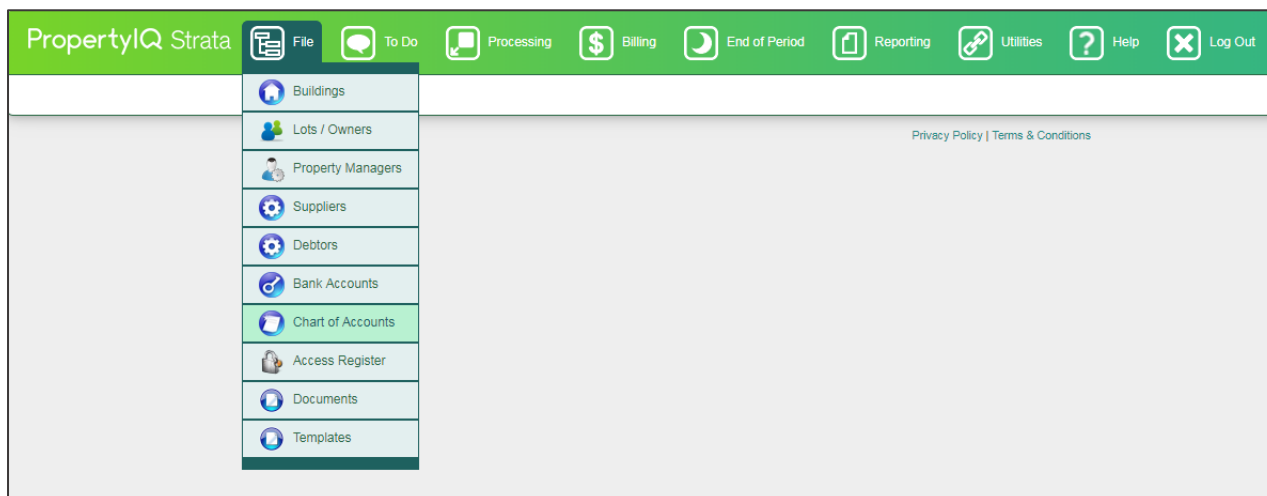 PropertyIQ Strata File To Do Processing Billing End of Period Reporting Utilities Help Log Out
Buildings
Lots / Owners
Privacy Policy | Terms & Conditions
Property Managers
Suppliers
Debtors
Bank Accounts
Chart of Accounts
Access Register
Documents
Templates